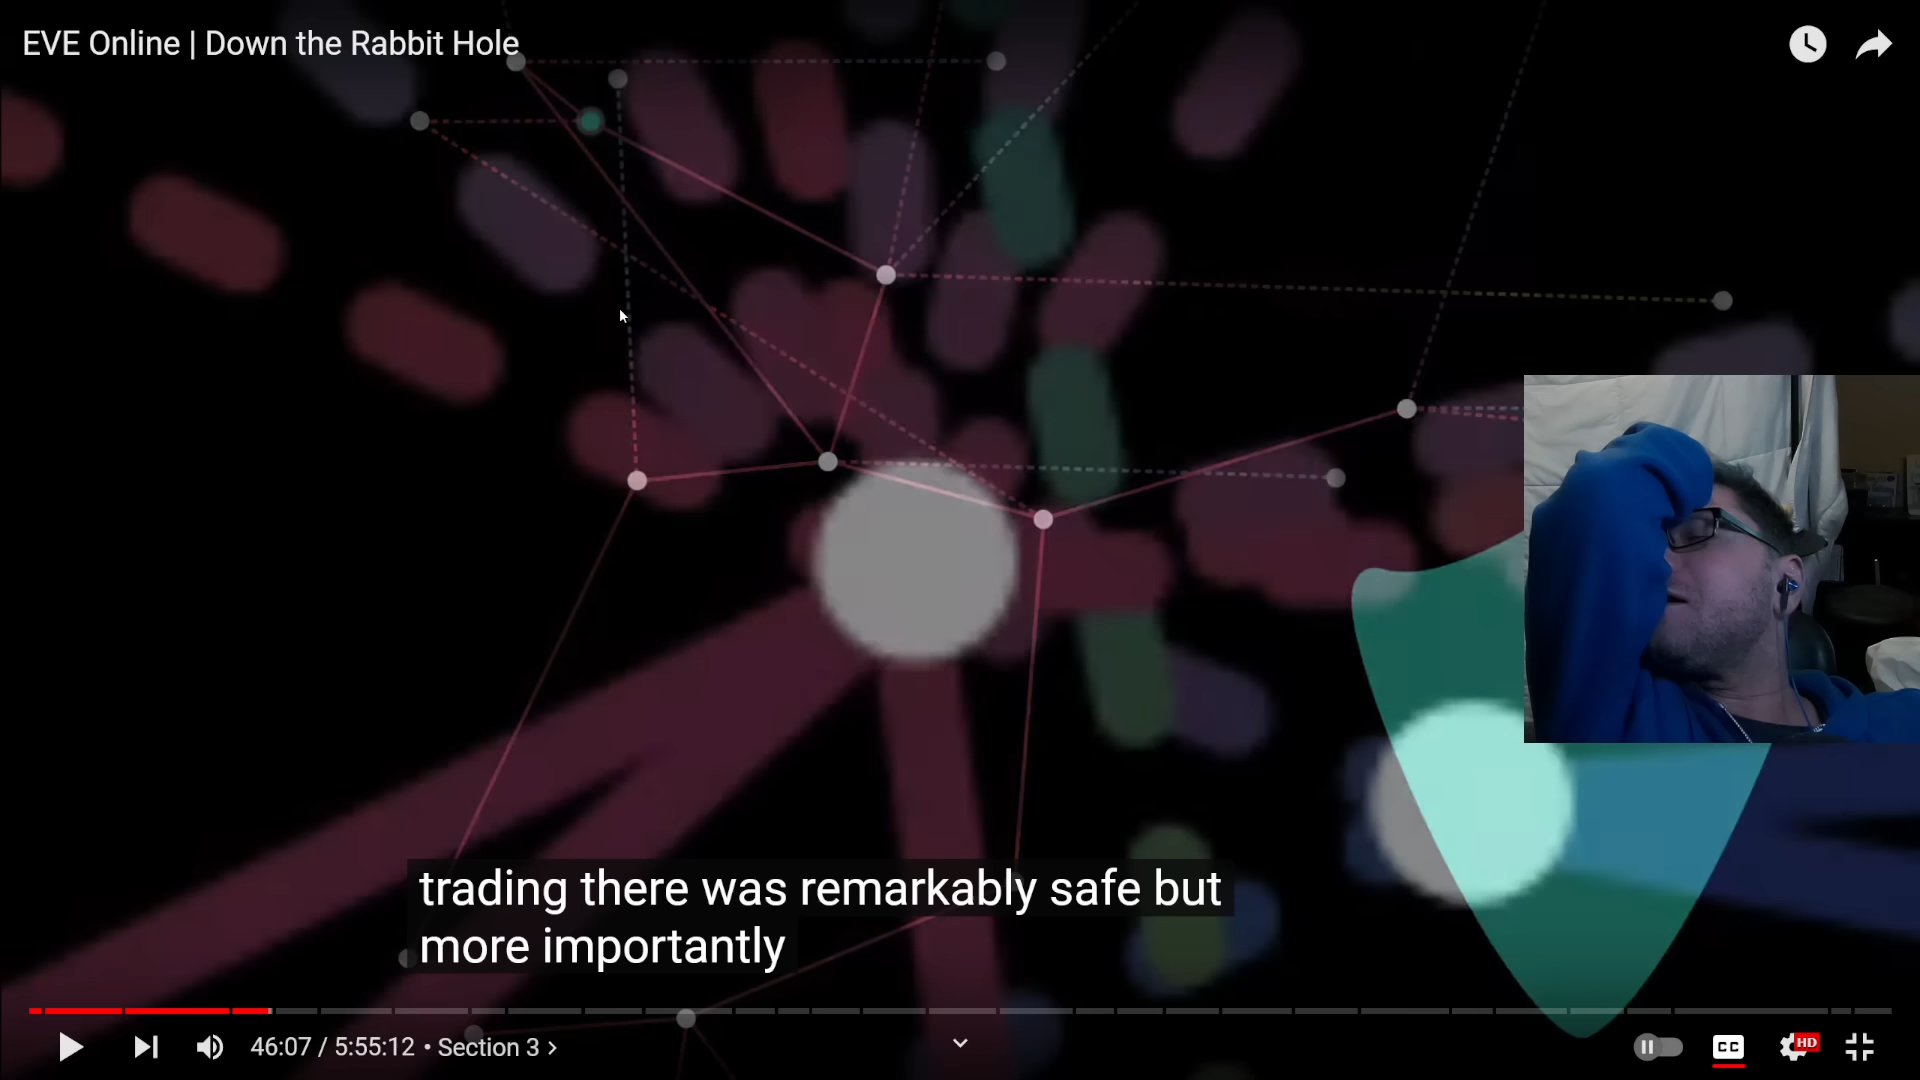 EVE Online | Down the Rabbit Hole
trading there was remarkably safe but
more importantly
46:07 / 5:55:12 • Section 3 >
CC
HD